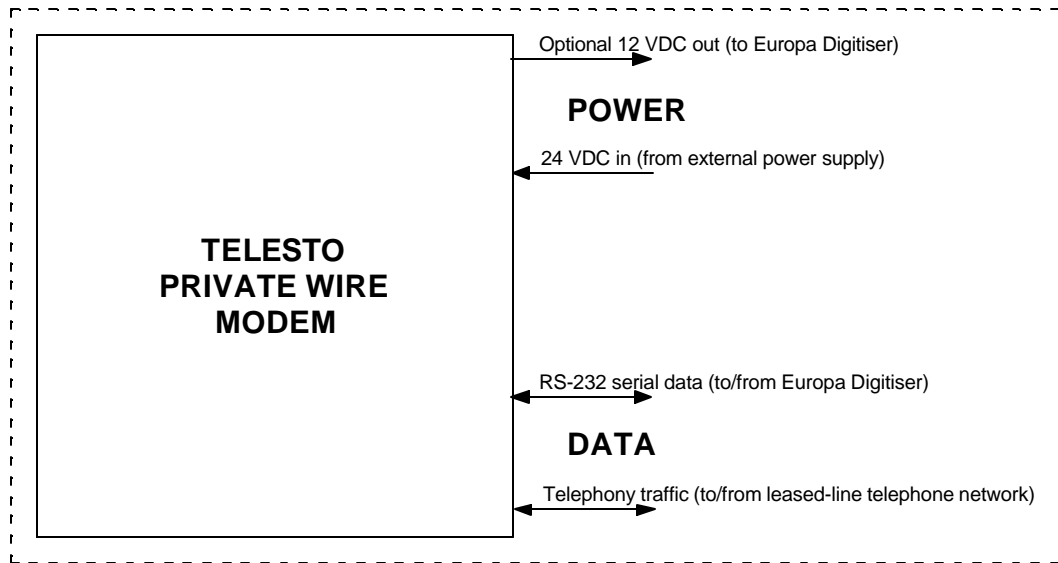 Optional 12 VDC out (to Europa Digitiser)
POWER
24 VDC in (from external power supply)
TELESTO
PRIVATE WIRE
MODEM
RS-232 serial data (to/from Europa Digitiser)
DATA
Telephony traffic (to/from leased-line telephone network)